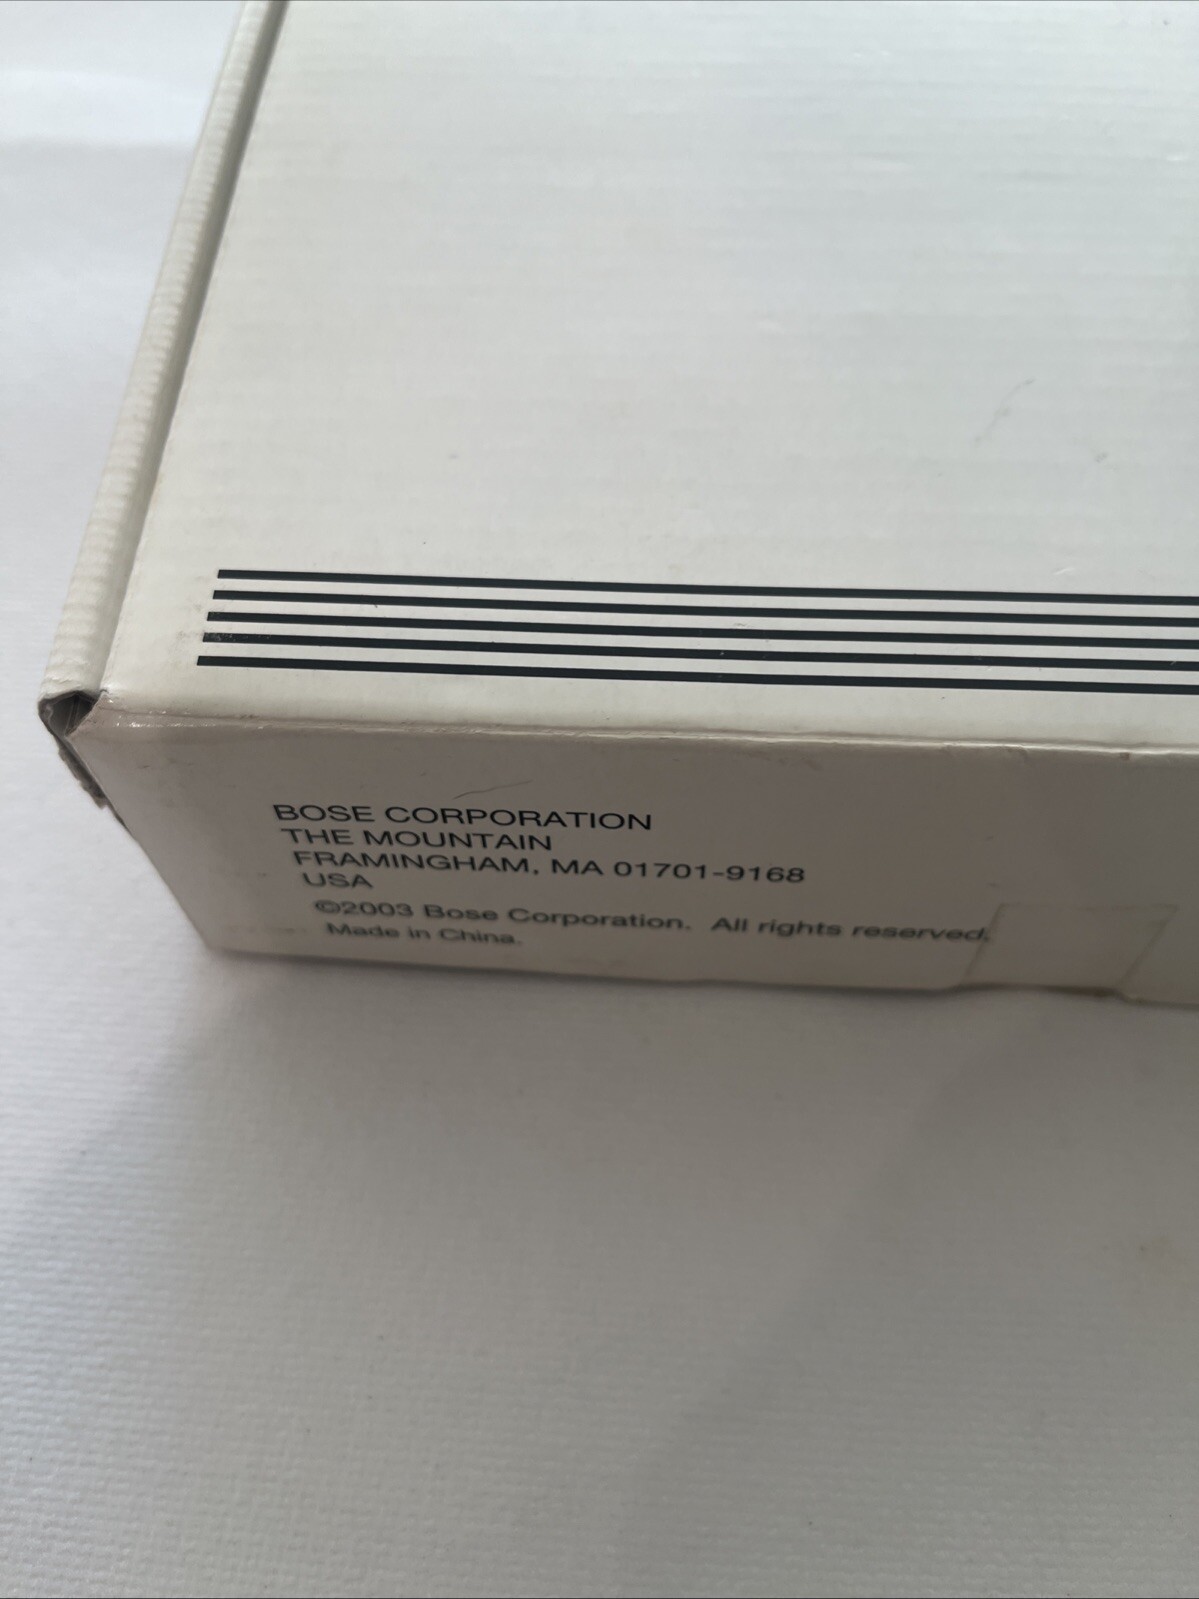 BOSE CORPORATION
THE MOUNTAIN
FRAMINGHAM, MA 01701-9168
USA
©2003 Bose Corporation. All rights reserved.
Made in China.